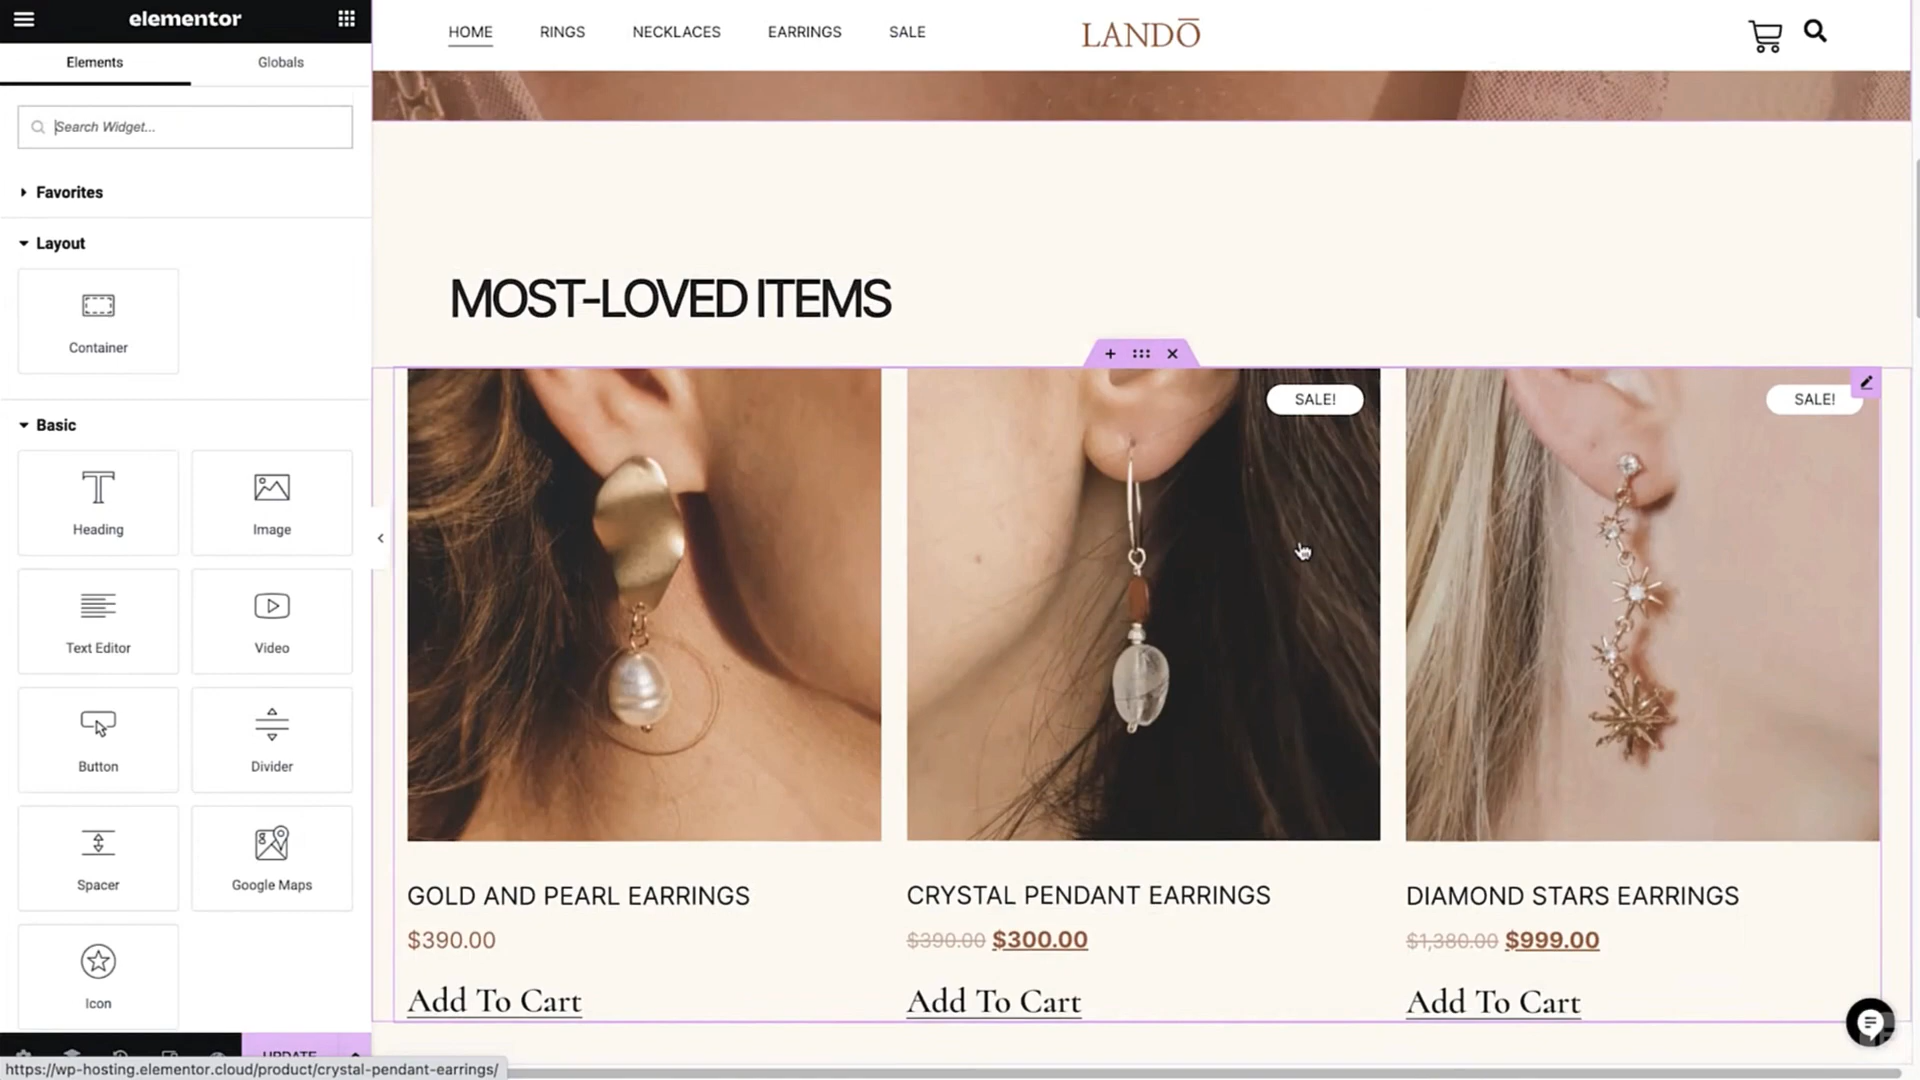 elementor
HOME RINGS NECKLACES EARRINGS SALE
LANDŌ
Elements Globals
Search Widget...
Favorites
Layout
Container
Basic
Heading Image
Text Editor Video
Button Divider
Spacer Google Maps
Icon
UPDATE
https://wp-hosting.elementor.cloud/product/crystal-pendant-earrings/
MOST-LOVED ITEMS
SALE!
SALE!
GOLD AND PEARL EARRINGS
$390.00
Add To Cart
CRYSTAL PENDANT EARRINGS
$390.00 $300.00
Add To Cart
DIAMOND STARS EARRINGS
$1,380.00 $999.00
Add To Cart